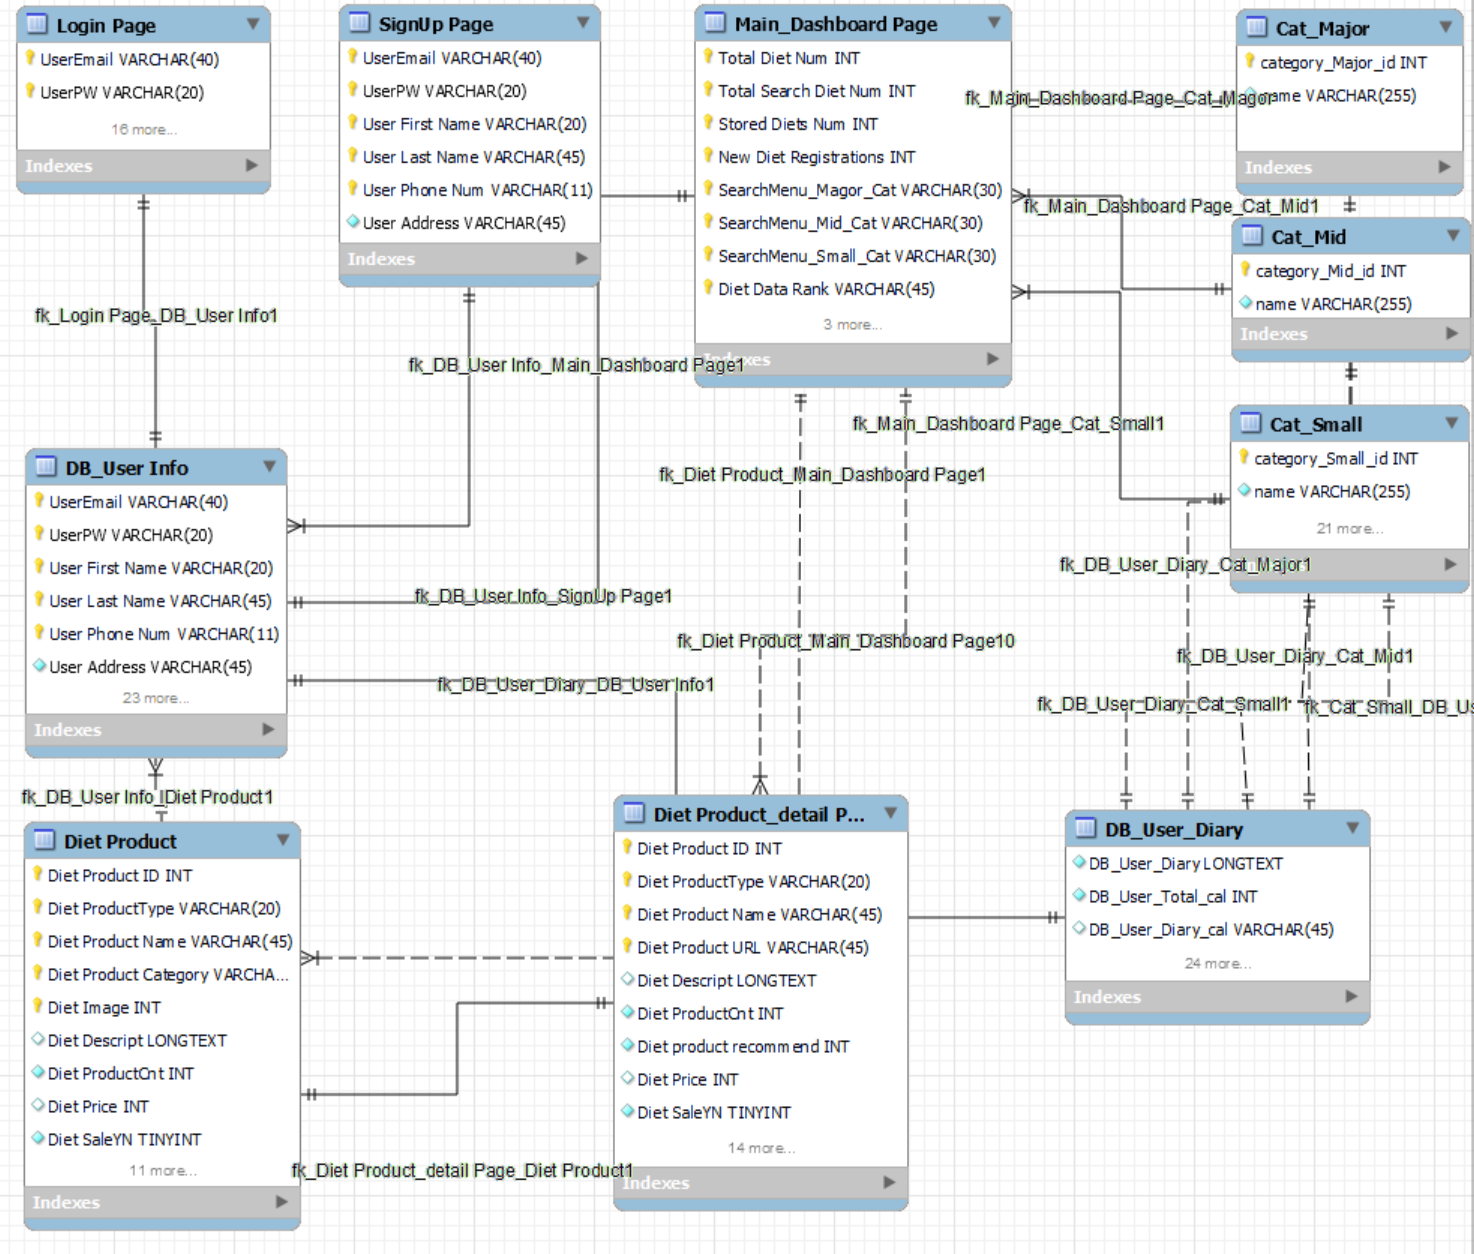 Login Page
UserEmail VARCHAR(40)
UserPW VARCHAR(20)
16 more...
Indexes
SignUp Page
UserEmail VARCHAR(40)
UserPW VARCHAR(20)
User First Name VARCHAR(20)
User Last Name VARCHAR(45)
User Phone Num VARCHAR(11)
User Address VARCHAR(45)
Indexes
Main_Dashboard Page
Total Diet Num INT
Total Search Diet Num INT
Stored Diets Num INT
New Diet Registrations INT
SearchMenu_Magor_Cat VARCHAR(30)
SearchMenu_Mid_Cat VARCHAR(30)
SearchMenu_Small_Cat VARCHAR(30)
Diet Data Rank VARCHAR(45)
3 more...
Indexes
Cat_Major
category_Major_id INT
name VARCHAR(255)
Indexes
fk_Main_Dashboard Page_Cat_Magor
fk_Main_Dashboard Page_Cat_Mid1
Cat_Mid
category_Mid_id INT
name VARCHAR(255)
Indexes
fk_Login Page_DB_User Info1
fk_DB_User Info_Main_Dashboard Page1
fk_Main_Dashboard Page_Cat_Small1
fk_Diet Product_Main_Dashboard Page1
Cat_Small
category_Small_id INT
name VARCHAR(255)
21 more...
DB_User Info
UserEmail VARCHAR(40)
UserPW VARCHAR(20)
User First Name VARCHAR(20)
User Last Name VARCHAR(45)
User Phone Num VARCHAR(11)
User Address VARCHAR(45)
23 more...
Indexes
fk_DB_User_Diary_Cat_Major1
fk_DB_User Info_SignUp Page1
fk_Diet Product_Main_Dashboard Page10
fk_DB_User_Diary_Cat_Mid1
fk_DB_User_Diary_DB_User Info1
fk_DB_User_Diary_Cat_Small1
fk_Cat_Small_DB_Us
fk_DB_User Info_Diet Product1
Diet Product
Diet Product ID INT
Diet ProductType VARCHAR(20)
Diet Product Name VARCHAR(45)
Diet Product Category VARCHA...
Diet Image INT
Diet Descript LONGTEXT
Diet ProductCnt INT
Diet Price INT
Diet SaleYN TINYINT
11 more...
Indexes
Diet Product_detail P...
Diet Product ID INT
Diet ProductType VARCHAR(20)
Diet Product Name VARCHAR(45)
Diet Product URL VARCHAR(45)
Diet Descript LONGTEXT
Diet ProductCnt INT
Diet product recommend INT
Diet Price INT
Diet SaleYN TINYINT
14 more...
Indexes
fk_Diet Product_detail Page_Diet Product1
DB_User_Diary
DB_User_Diary LONGTEXT
DB_User_Total_cal INT
DB_User_Diary_cal VARCHAR(45)
24 more...
Indexes